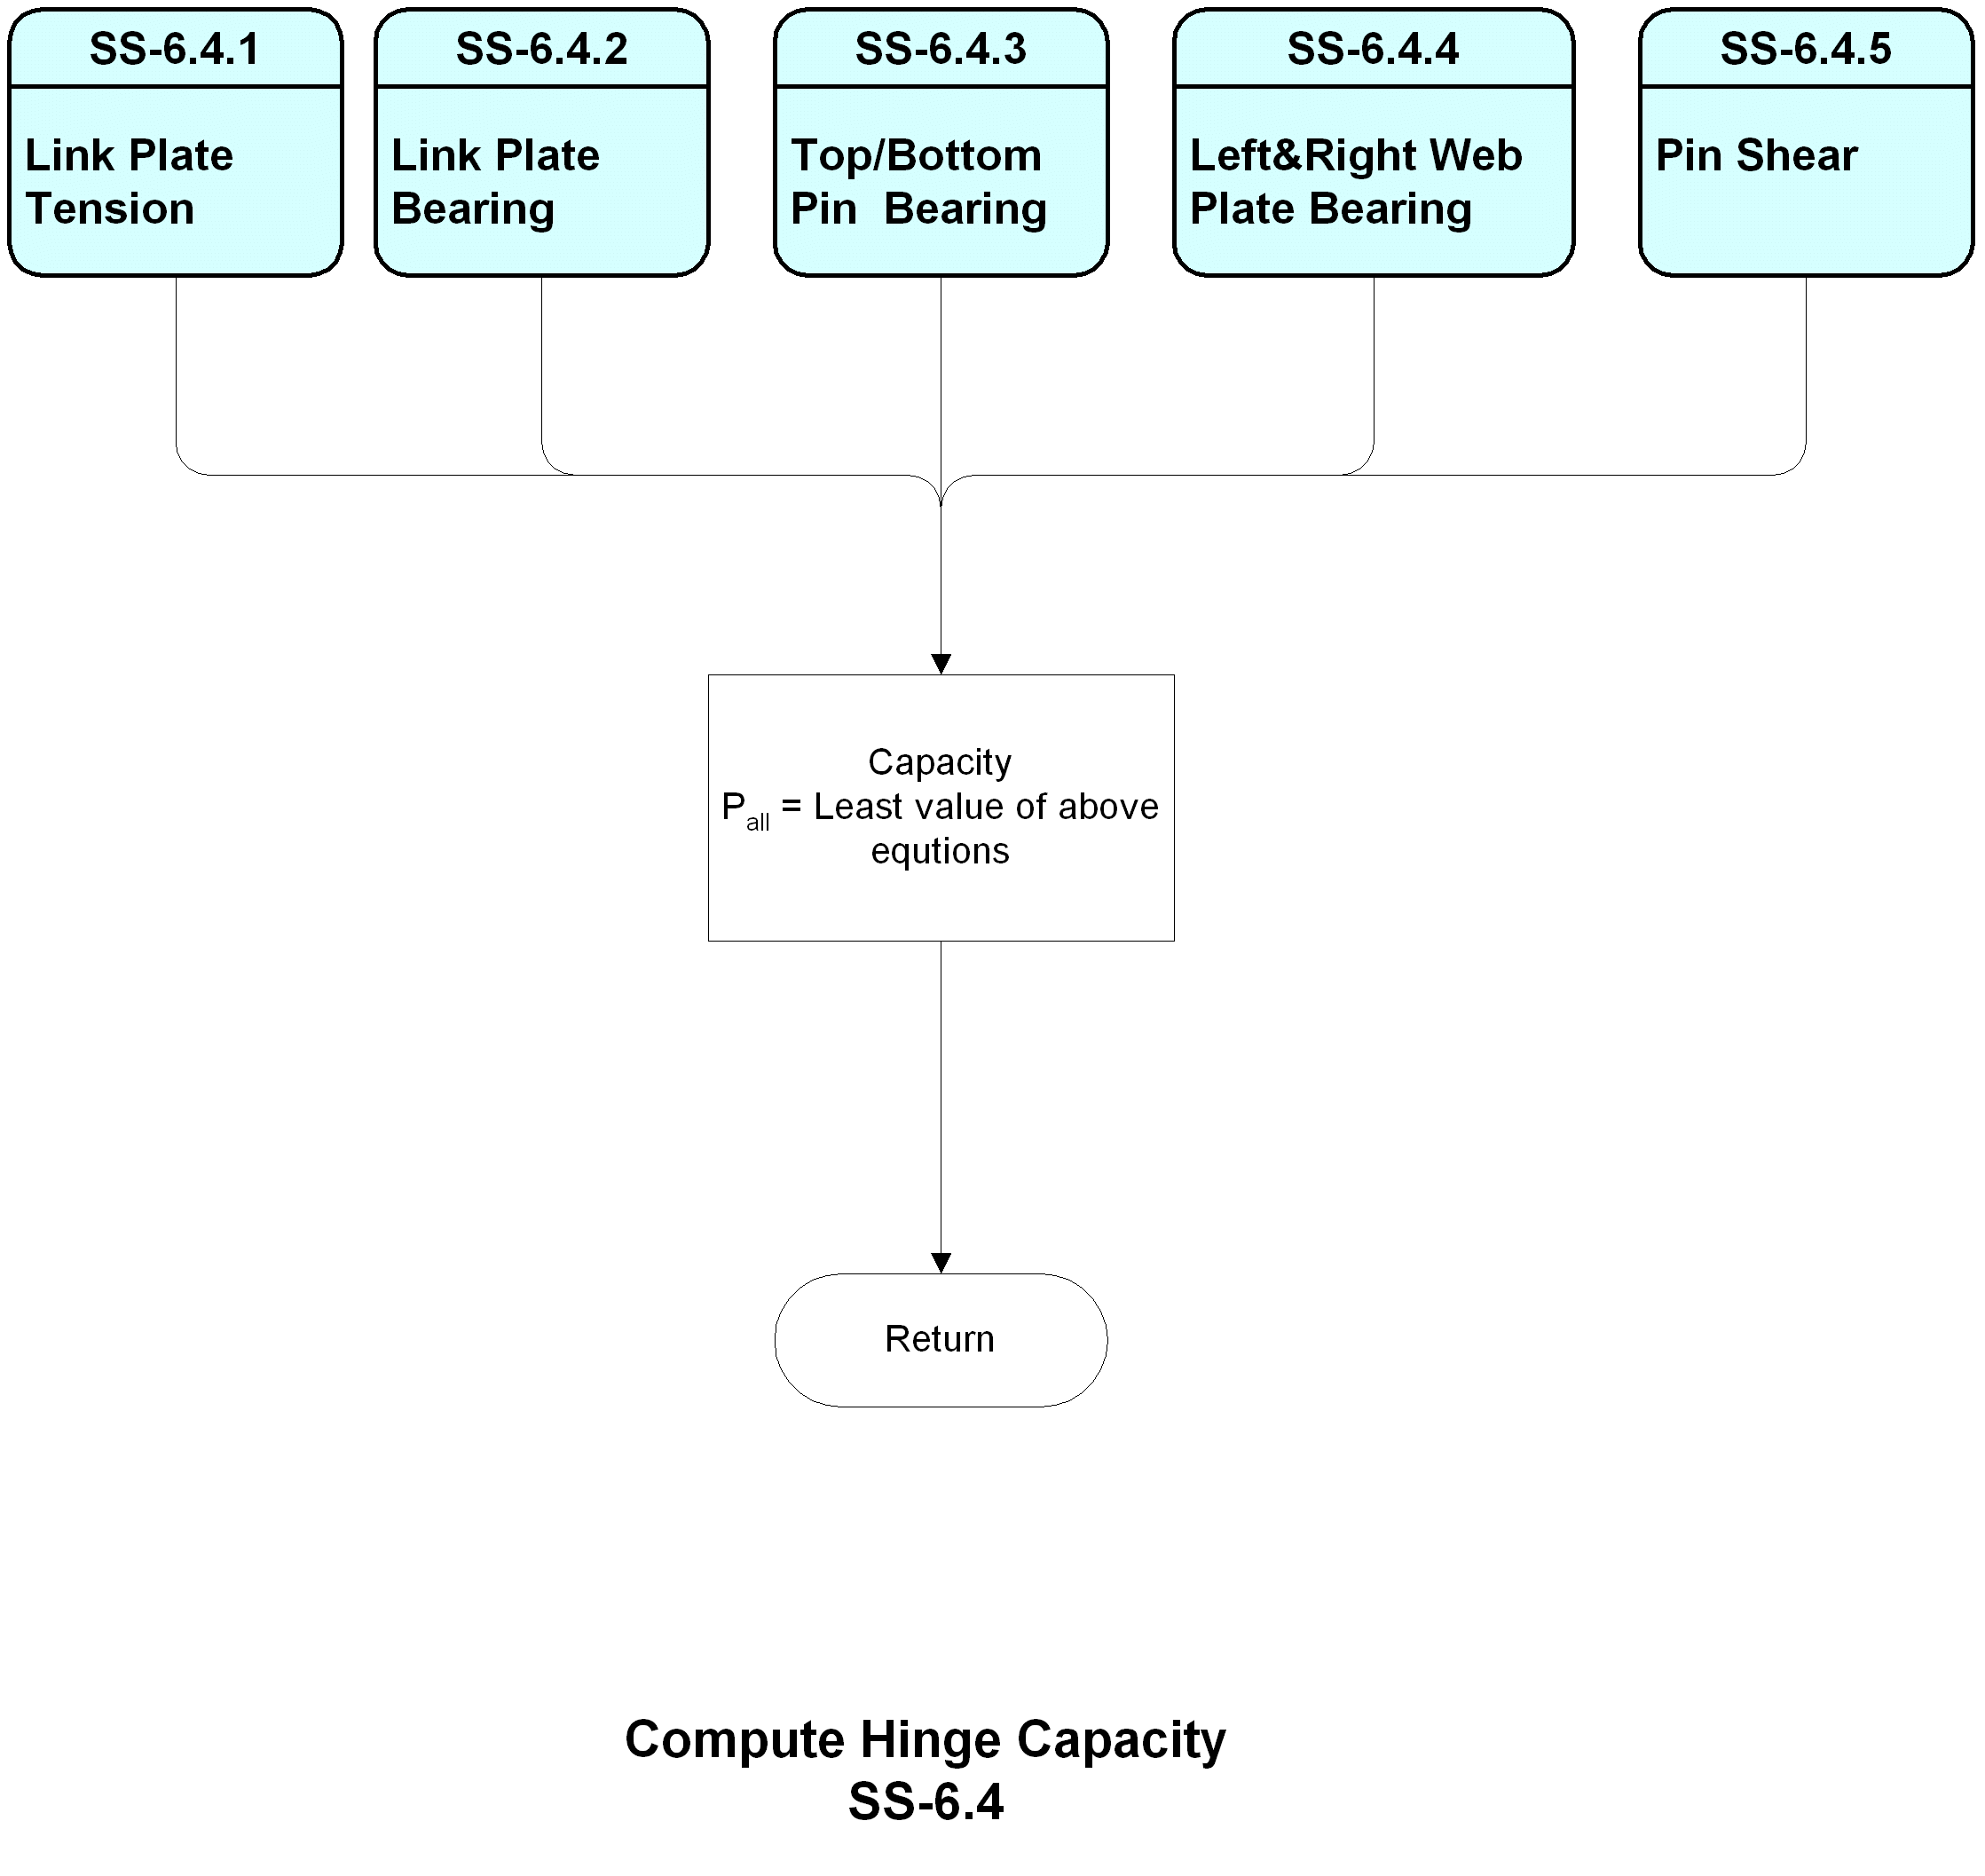 SS-6.4.1
Link Plate
Tension
SS-6.4.2
Link Plate
Bearing
SS-6.4.3
Top/Bottom
Pin  Bearing
SS-6.4.4
Left&Right Web
Plate Bearing
SS-6.4.5
Pin Shear
Capacity
Pall = Least value of above
equtions
Return
Compute Hinge Capacity
SS-6.4